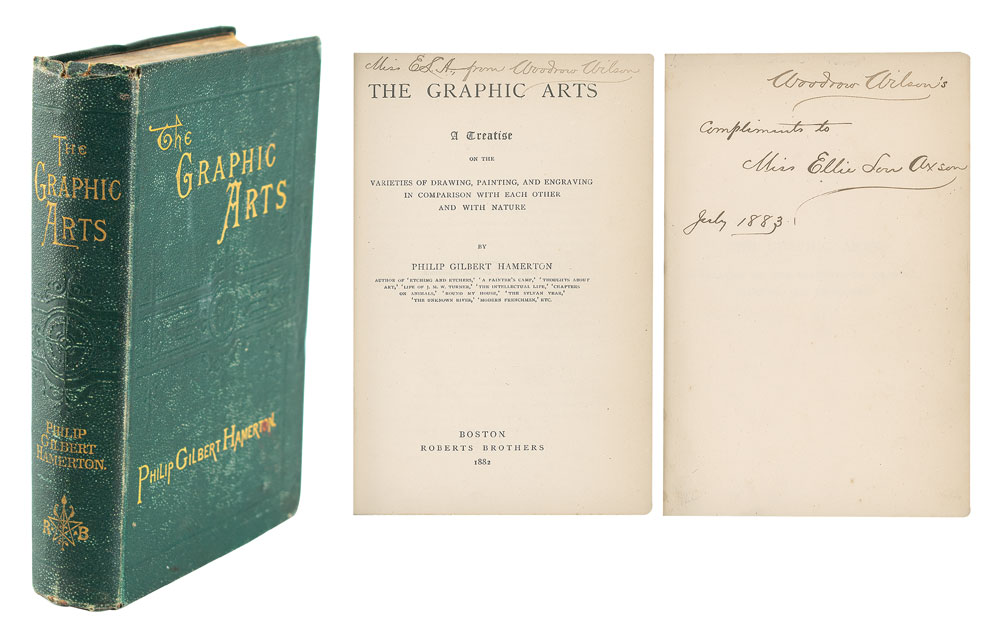 THE
GRAPHIC
ARTS
PHILIP
GILBERT
HAMERTON.
R B
The
GRAPHIC
ARTS
PHILIP GILBERT HAMERTON.
Miss E L A, from Woodrow Wilson
THE GRAPHIC ARTS
A Treatise
ON THE
VARIETIES OF DRAWING, PAINTING, AND ENGRAVING
IN COMPARISON WITH EACH OTHER
AND WITH NATURE
BY
PHILIP GILBERT HAMERTON
AUTHOR OF 'ETCHING AND ETCHERS,' 'A PAINTER'S CAMP,' 'THOUGHTS ABOUT
ART,' 'LIFE OF J. M. W. TURNER,' 'THE INTELLECTUAL LIFE,' 'CHAPTERS
ON ANIMALS,' 'ROUND MY HOUSE,' 'THE SYLVAN YEAR,'
'THE UNKNOWN RIVER,' 'MODERN FRENCHMEN,' ETC.
BOSTON
ROBERTS BROTHERS
1882
Woodrow Wilson's
Compliments to
Miss Ellie Lou Axson
July 1883